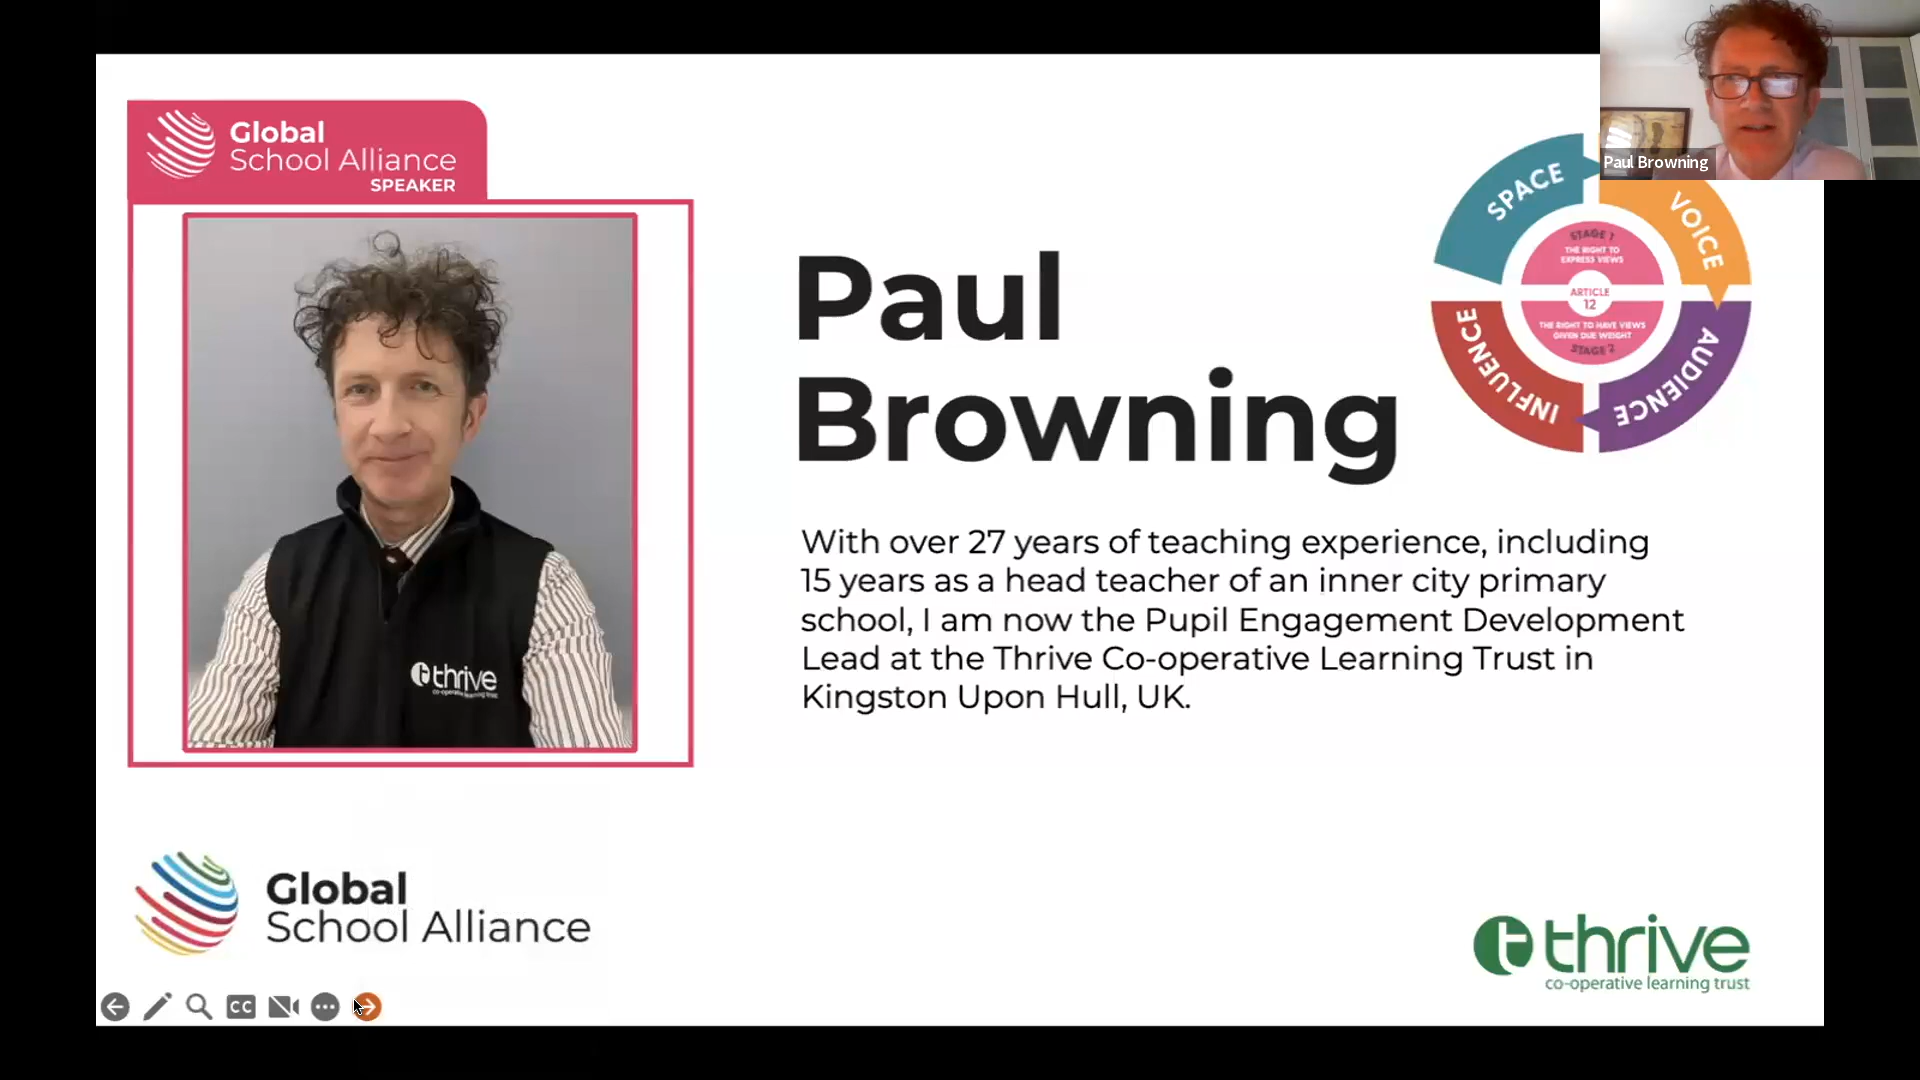 Global
School Alliance
SPEAKER
Paul Browning
SPACE
VOICE
AUDIENCE
INFLUENCE
STAGE 1
THE RIGHT TO
EXPRESS VIEWS
ARTICLE
12
THE RIGHT TO HAVE VIEWS
GIVEN DUE WEIGHT
STAGE 2
Paul
Browning
With over 27 years of teaching experience, including
15 years as a head teacher of an inner city primary
school, I am now the Pupil Engagement Development
Lead at the Thrive Co-operative Learning Trust in
Kingston Upon Hull, UK.
thrive
co-operative learning trust
Global
School Alliance
thrive
co-operative learning trust
CC